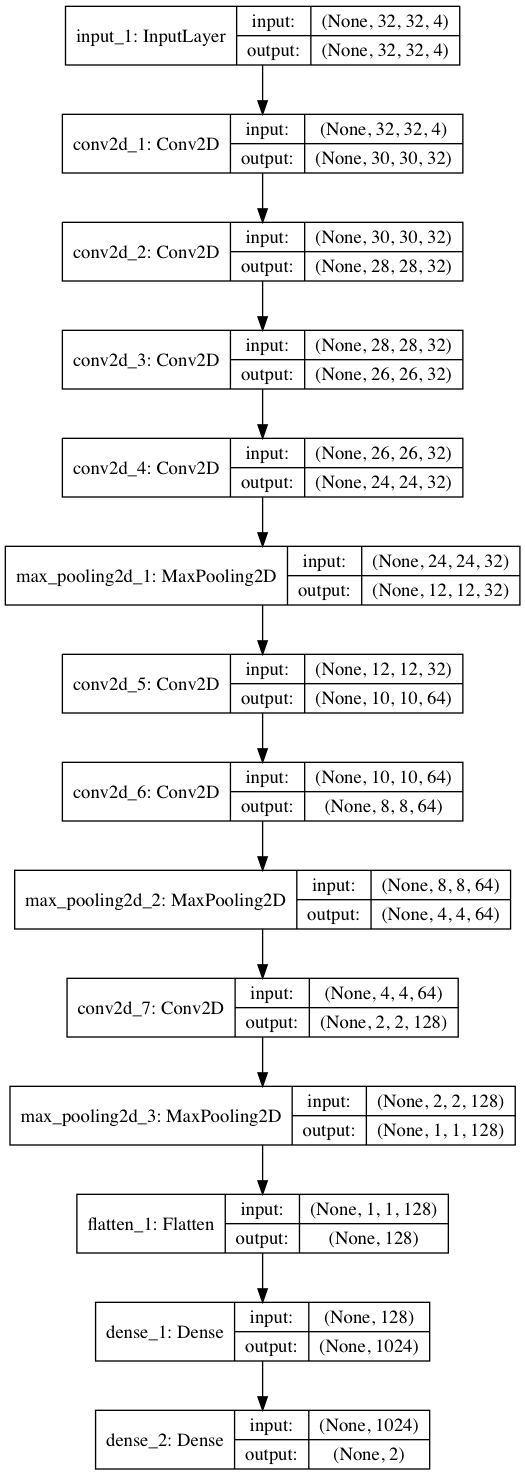 input_1: InputLayer
input: (None, 32, 32, 4)
output: (None, 32, 32, 4)
conv2d_1: Conv2D
input: (None, 32, 32, 4)
output: (None, 30, 30, 32)
conv2d_2: Conv2D
input: (None, 30, 30, 32)
output: (None, 28, 28, 32)
conv2d_3: Conv2D
input: (None, 28, 28, 32)
output: (None, 26, 26, 32)
conv2d_4: Conv2D
input: (None, 26, 26, 32)
output: (None, 24, 24, 32)
max_pooling2d_1: MaxPooling2D
input: (None, 24, 24, 32)
output: (None, 12, 12, 32)
conv2d_5: Conv2D
input: (None, 12, 12, 32)
output: (None, 10, 10, 64)
conv2d_6: Conv2D
input: (None, 10, 10, 64)
output: (None, 8, 8, 64)
max_pooling2d_2: MaxPooling2D
input: (None, 8, 8, 64)
output: (None, 4, 4, 64)
conv2d_7: Conv2D
input: (None, 4, 4, 64)
output: (None, 2, 2, 128)
max_pooling2d_3: MaxPooling2D
input: (None, 2, 2, 128)
output: (None, 1, 1, 128)
flatten_1: Flatten
input: (None, 1, 1, 128)
output: (None, 128)
dense_1: Dense
input: (None, 128)
output: (None, 1024)
dense_2: Dense
input: (None, 1024)
output: (None, 2)